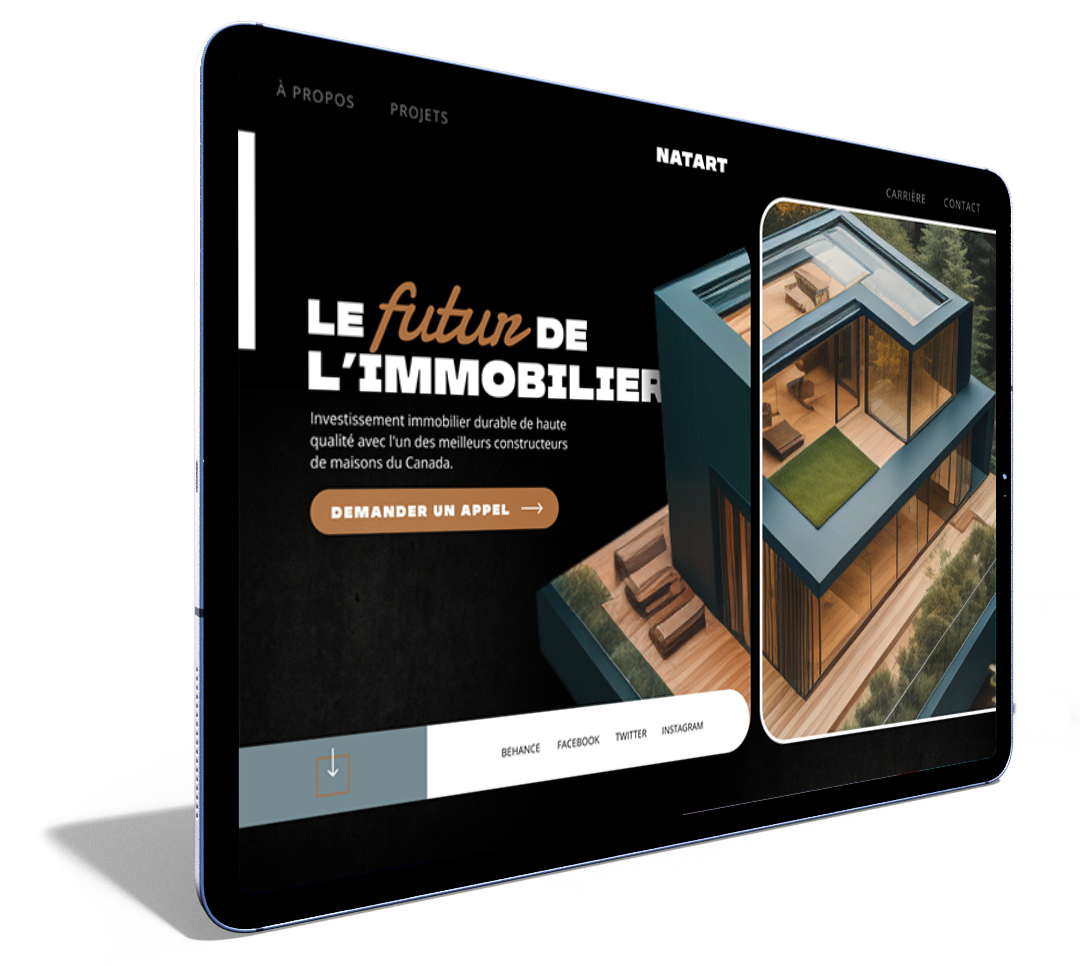 À PROPOS PROJETS
NATART
CARRIÈRE CONTACT
LE futur DE
L'IMMOBILIER
Investissement immobilier durable de haute
qualité avec l'un des meilleurs constructeurs
de maisons du Canada.
DEMANDER UN APPEL
BEHANCE FACEBOOK TWITTER INSTAGRAM